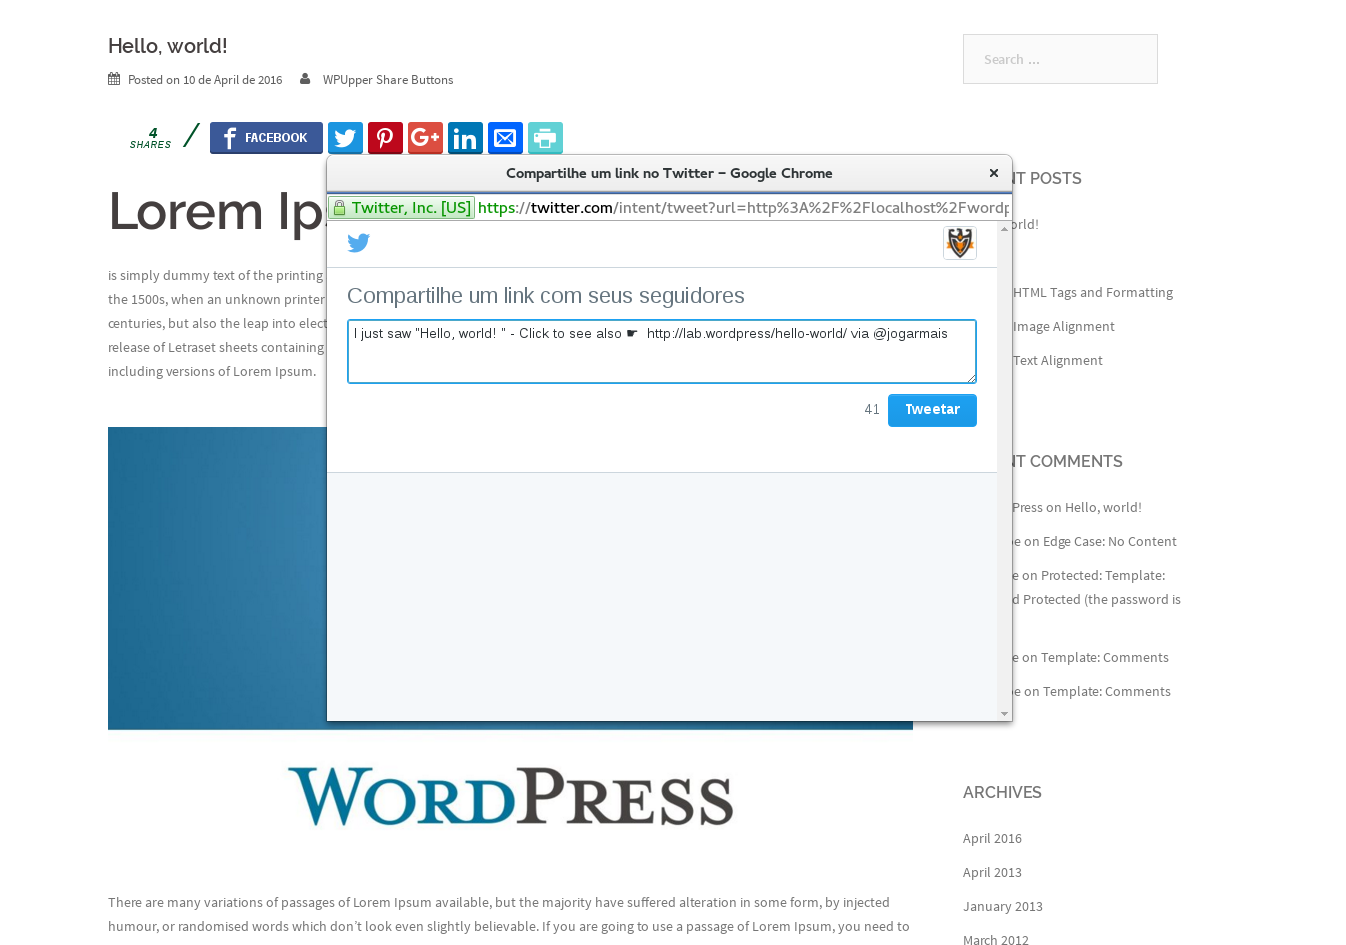 Hello, world!
Posted on 10 de April de 2016 WPUpper Share Buttons
Search ...
4
SHARES
FACEBOOK
Compartilhe um link no Twitter – Google Chrome
Twitter, Inc. [US] https://twitter.com/intent/tweet?url=http%3A%2F%2Flocalhost%2Fwordp
Compartilhe um link com seus seguidores
I just saw "Hello, world! " - Click to see also ☛ http://lab.wordpress/hello-world/ via @jogarmais
41 Tweetar
Lorem Ip
is simply dummy text of the printing
the 1500s, when an unknown printer
centuries, but also the leap into elect
release of Letraset sheets containing
including versions of Lorem Ipsum.
WORDPRESS
There are many variations of passages of Lorem Ipsum available, but the majority have suffered alteration in some form, by injected
humour, or randomised words which don't look even slightly believable. If you are going to use a passage of Lorem Ipsum, you need to
NT POSTS
orld!
HTML Tags and Formatting
Image Alignment
Text Alignment
NT COMMENTS
Press on Hello, world!
be on Edge Case: No Content
e on Protected: Template:
d Protected (the password is
e on Template: Comments
be on Template: Comments
ARCHIVES
April 2016
April 2013
January 2013
March 2012